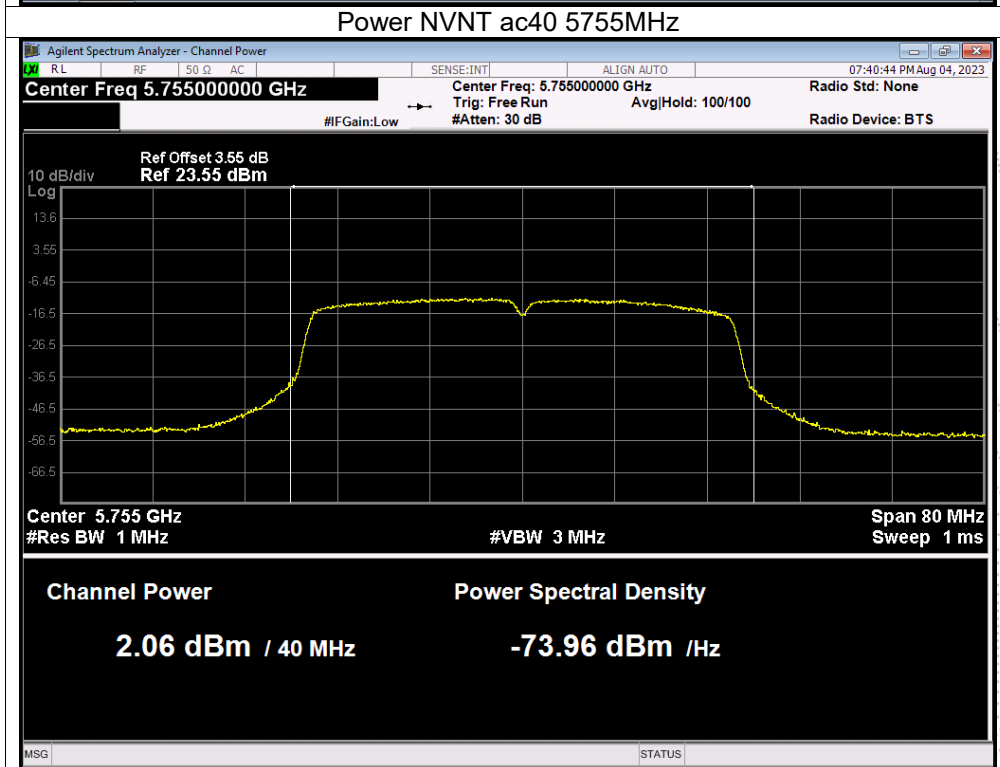 Power NVNT ac40 5755MHz
Agilent Spectrum Analyzer - Channel Power
LXI RL RF 50 Ω AC SENSE:INT ALIGN AUTO 07:40:44 PM Aug 04, 2023
Center Freq 5.755000000 GHz Center Freq: 5.755000000 GHz Radio Std: None
Trig: Free Run Avg|Hold: 100/100
#IFGain:Low #Atten: 30 dB Radio Device: BTS
Ref Offset 3.55 dB
10 dB/div Ref 23.55 dBm
Log
13.6
3.55
-6.45
-16.5
-26.5
-36.5
-46.5
-56.5
-66.5
Center 5.755 GHz Span 80 MHz
#Res BW 1 MHz #VBW 3 MHz Sweep 1 ms
Channel Power Power Spectral Density
2.06 dBm / 40 MHz -73.96 dBm /Hz
MSG STATUS